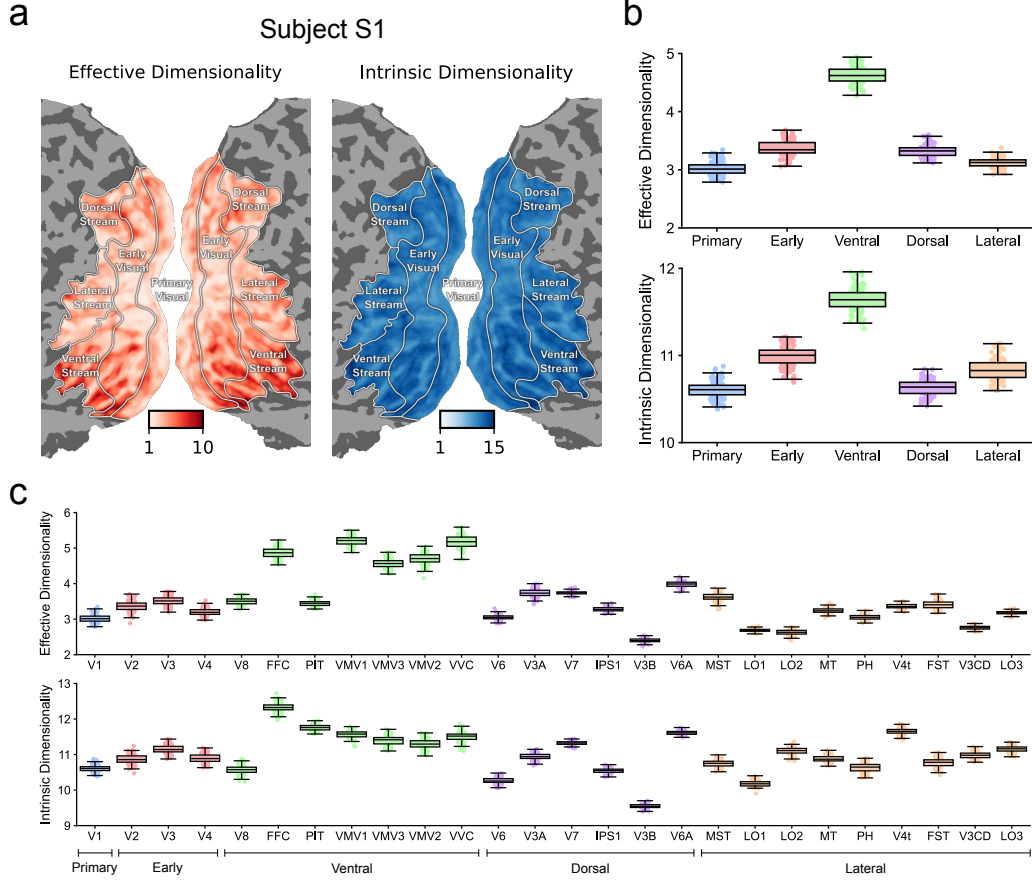 a
Subject S1
Effective Dimensionality
Intrinsic Dimensionality
Dorsal
Stream
Early
Visual
Lateral
Stream
Ventral
Stream
Primary
Visual
Early
Visual
Dorsal
Stream
Lateral
Stream
Ventral
Stream
1 10
Dorsal
Stream
Early
Visual
Lateral
Stream
Ventral
Stream
Primary
Visual
Early
Visual
Dorsal
Stream
Lateral
Stream
Ventral
Stream
1 15
b
Effective Dimensionality
5
4
3
2
Primary Early Ventral Dorsal Lateral
Intrinsic Dimensionality
12
11
10
Primary Early Ventral Dorsal Lateral
c
Effective Dimensionality
6
5
4
3
2
V1 V2 V3 V4 V8 FFC PIT VMV1 VMV3 VMV2 VVC V6 V3A V7 IPS1 V3B V6A MST LO1 LO2 MT PH V4t FST V3CD LO3
Intrinsic Dimensionality
13
12
11
10
9
V1 V2 V3 V4 V8 FFC PIT VMV1 VMV3 VMV2 VVC V6 V3A V7 IPS1 V3B V6A MST LO1 LO2 MT PH V4t FST V3CD LO3
Primary Early Ventral Dorsal Lateral